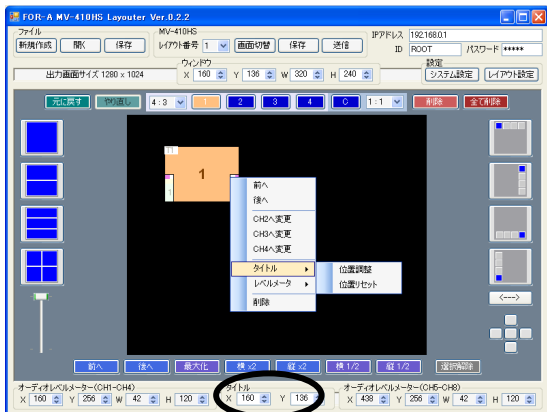 FOR-A MV-410HS Layouter Ver.0.2.2
ファイル MV-410HS IPアドレス 192.168.0.1
新規作成 開く 保存 レイアウト番号 1 画面切替 保存 送信 ID ROOT パスワード *****
ウィンドウ 設定
出力画面サイズ 1280 x 1024 X 160 Y 136 W 320 H 240 システム設定 レイアウト設定
元に戻す やり直し 4:3 1 2 3 4 C 1:1 削除 全て削除
T1
1
1
前へ
後へ
CH2へ変更
CH3へ変更
CH4へ変更
タイトル 位置調整
レベルメータ 位置リセット
削除
<--->
前へ 後へ 最大化 横 x2 縦 x2 横 1/2 縦 1/2 選択解除
オーディオレベルメーター(CH1-CH4) タイトル オーディオレベルメーター(CH5-CH8)
X 160 Y 256 W 42 H 120 X 160 Y 136 X 438 Y 256 W 42 H 120